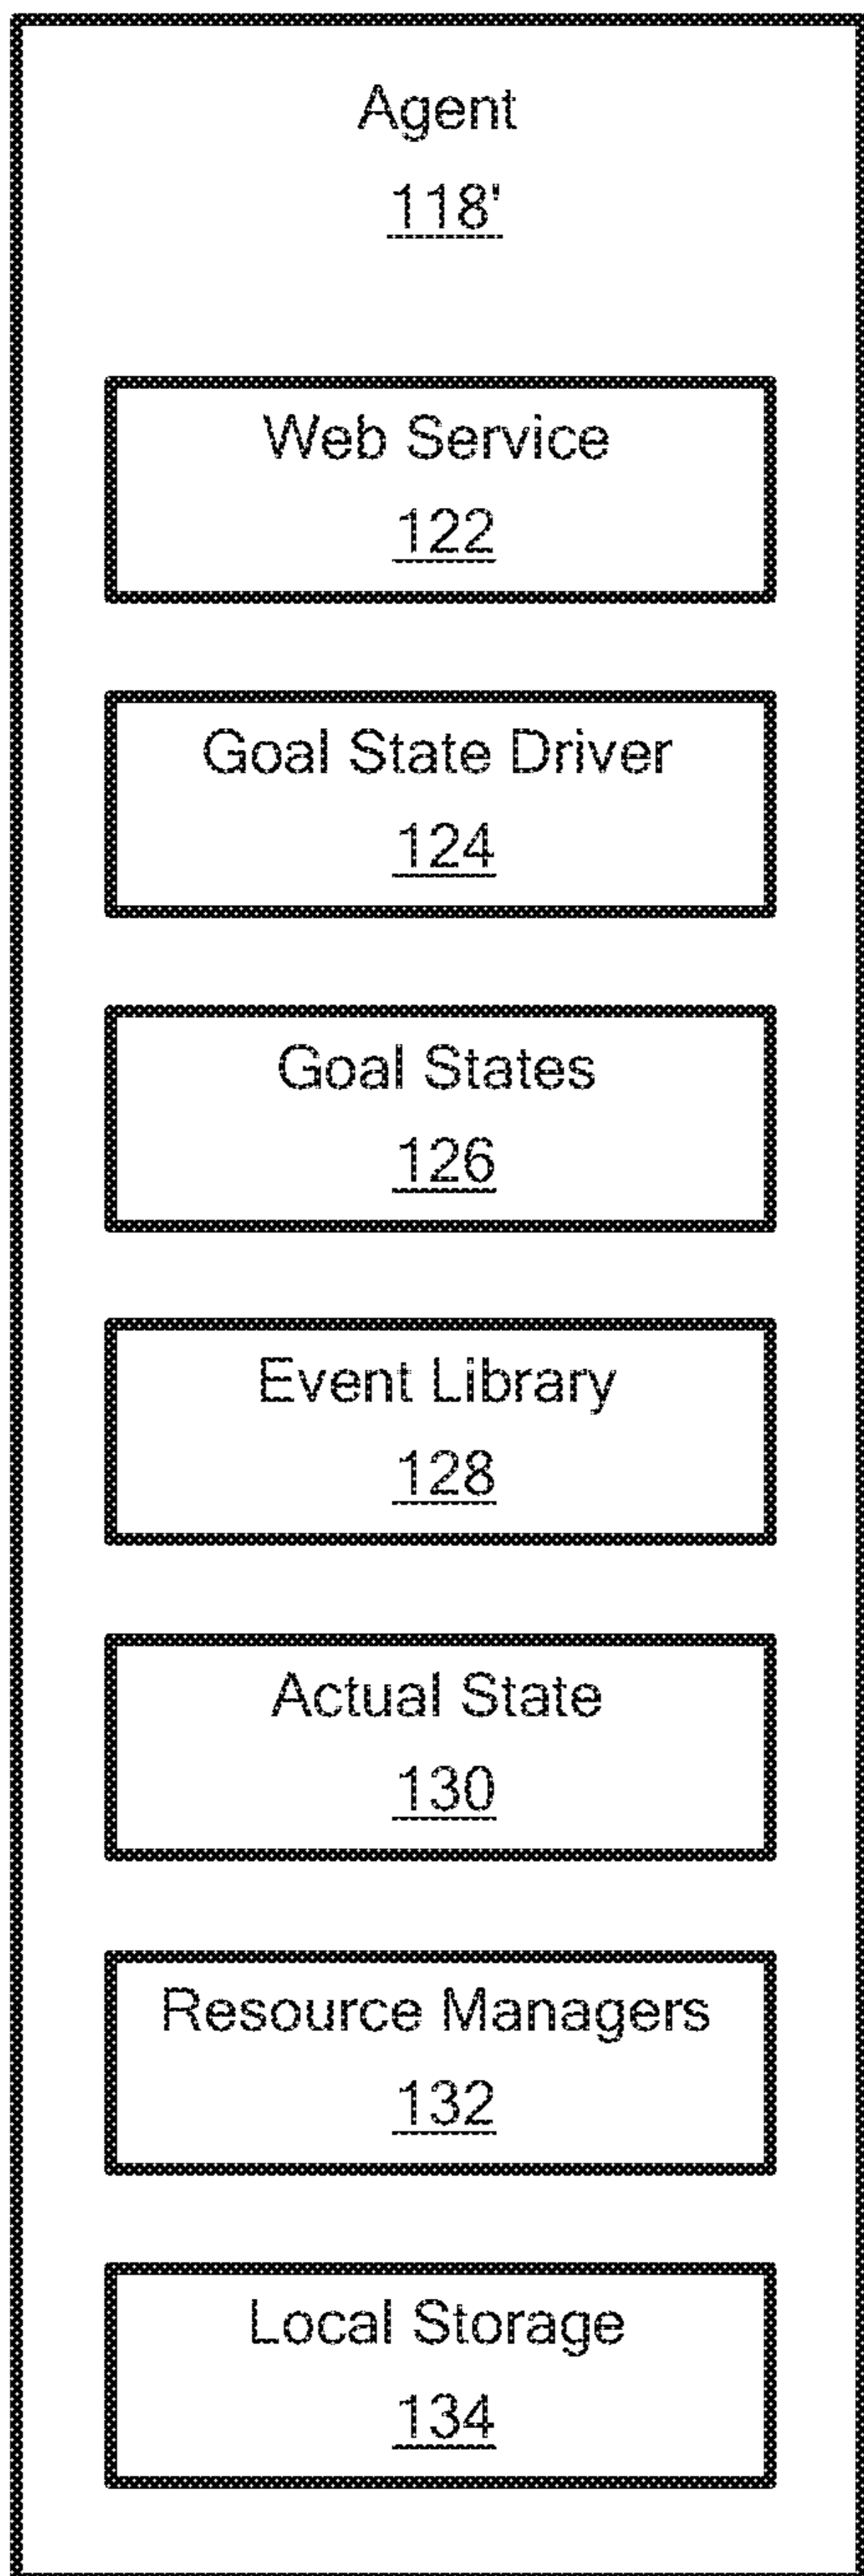 Agent
118'
Web Service
122
Goal State Driver
124
Goal States
126
Event Library
128
Actual State
130
Resource Managers
132
Local Storage
134